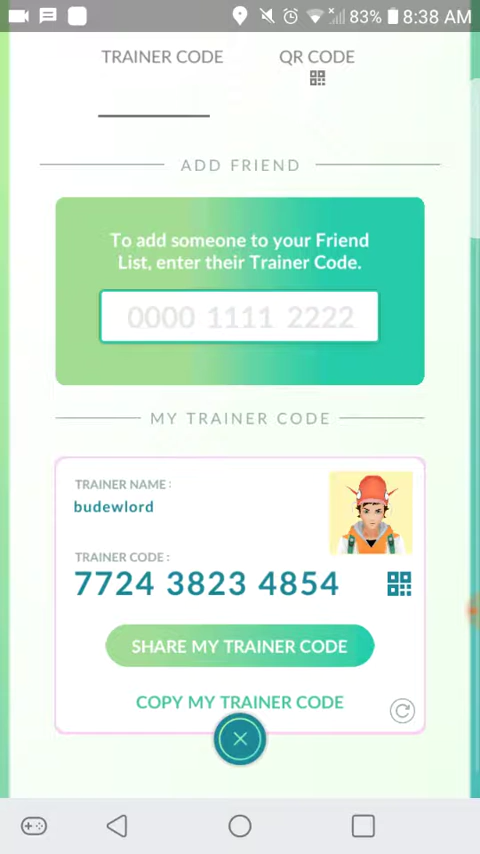 83% 8:38 AM
TRAINER CODE QR CODE
ADD FRIEND
To add someone to your Friend
List, enter their Trainer Code.
0000 1111 2222
MY TRAINER CODE
TRAINER NAME :
budewlord
TRAINER CODE :
7724 3823 4854
SHARE MY TRAINER CODE
COPY MY TRAINER CODE